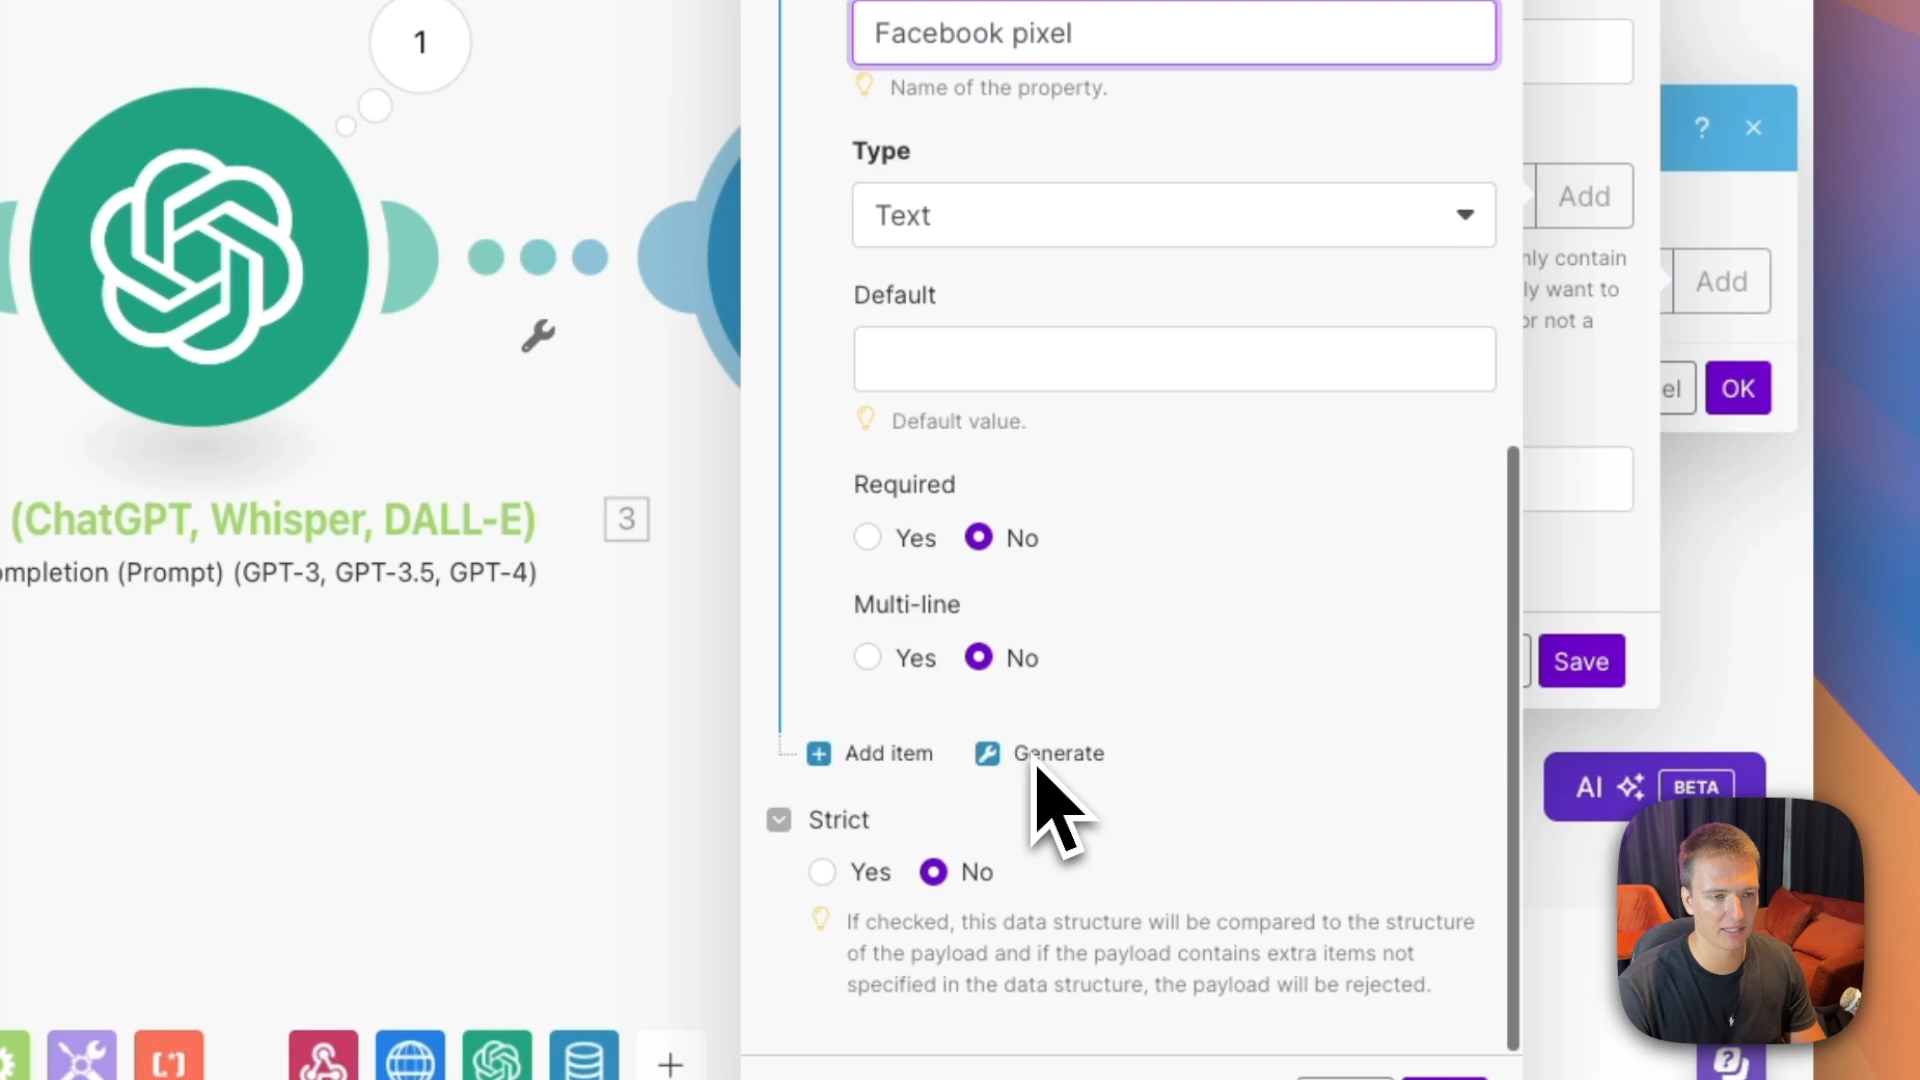 1
Facebook pixel
Name of the property.
Type
Text
Default
Default value.
Required
Yes No
Multi-line
Yes No
Add item Generate
Strict
Yes No
If checked, this data structure will be compared to the structure
of the payload and if the payload contains extra items not
specified in the data structure, the payload will be rejected.
(ChatGPT, Whisper, DALL-E) 3
ompletion (Prompt) (GPT-3, GPT-3.5, GPT-4)
? ×
Add
nly contain
ly want to
or not a
Add
el OK
Save
AI BETA
[*]
+
?